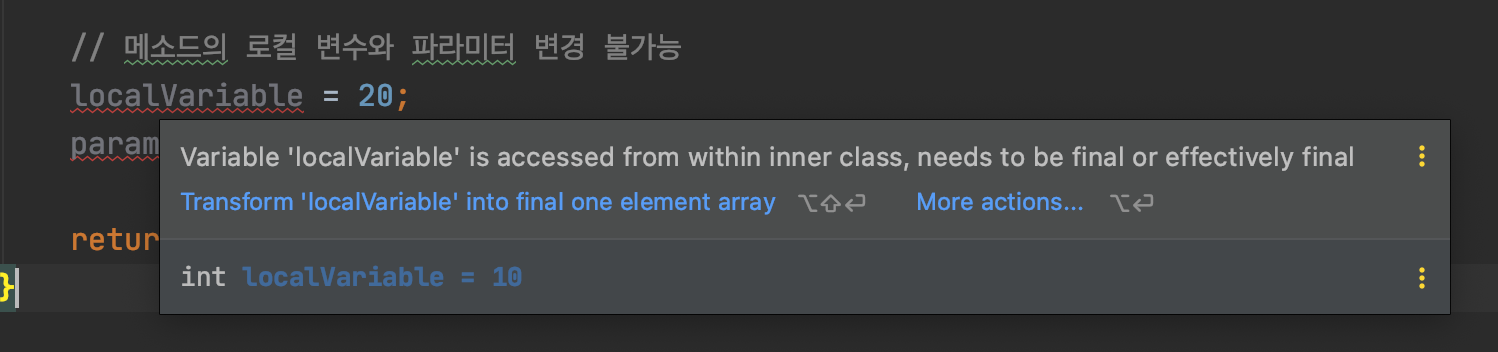 // 메소드의 로컬 변수와 파라미터 변경 불가능
localVariable = 20;
param
Variable 'localVariable' is accessed from within inner class, needs to be final or effectively final
Transform 'localVariable' into final one element array ⌥⇧⏎ More actions... ⌥⏎
retur
int localVariable = 10
}